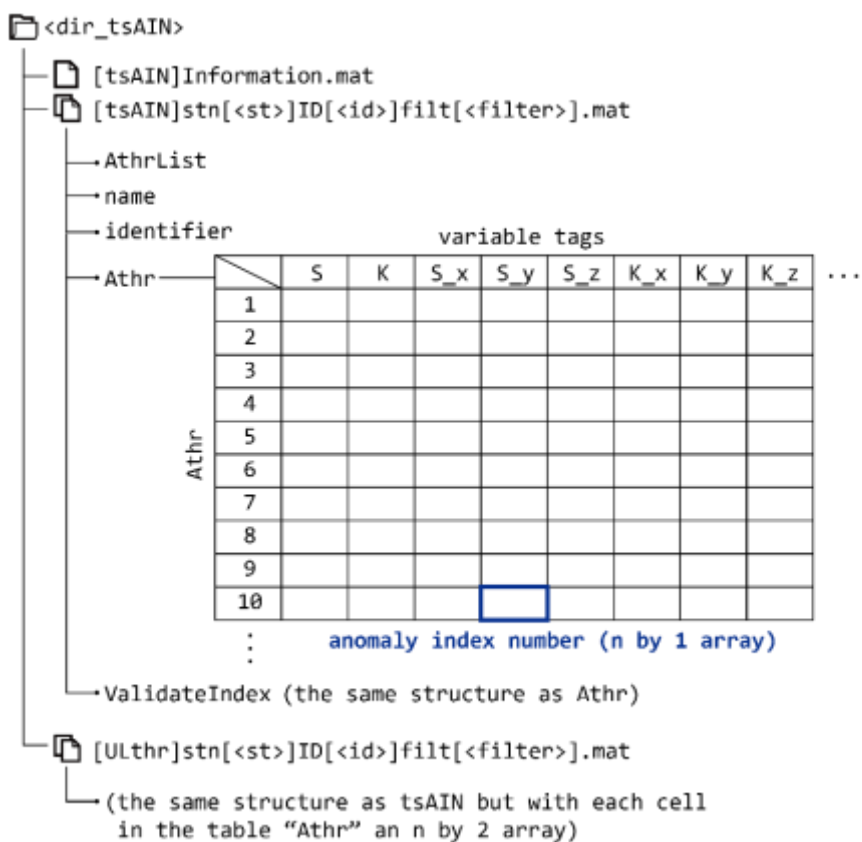 <dir_tsAIN>
[tsAIN]Information.mat
[tsAIN]stn[<st>]ID[<id>]filt[<filter>].mat
AthrList
name
identifier
variable tags
Athr
S K S_x S_y S_z K_x K_y K_z ...
1
2
3
4
5
6
7
8
9
10
Athr
⋮
anomaly index number (n by 1 array)
ValidateIndex (the same structure as Athr)
[ULthr]stn[<st>]ID[<id>]filt[<filter>].mat
(the same structure as tsAIN but with each cell
in the table “Athr” an n by 2 array)